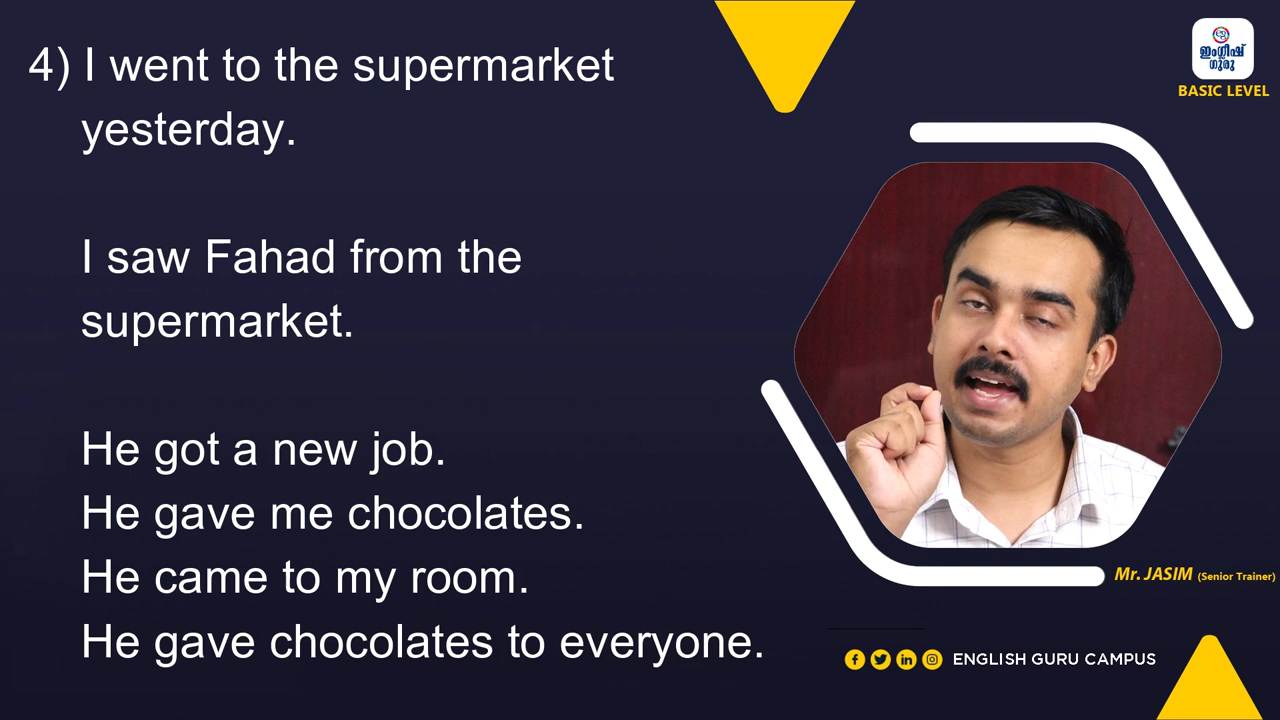 4) I went to the supermarket
yesterday.
I saw Fahad from the
supermarket.
He got a new job.
He gave me chocolates.
He came to my room.
He gave chocolates to everyone.
ഇംഗ്ലീഷ്
ഗുരു
BASIC LEVEL
Mr. JASIM (Senior Trainer)
ENGLISH GURU CAMPUS